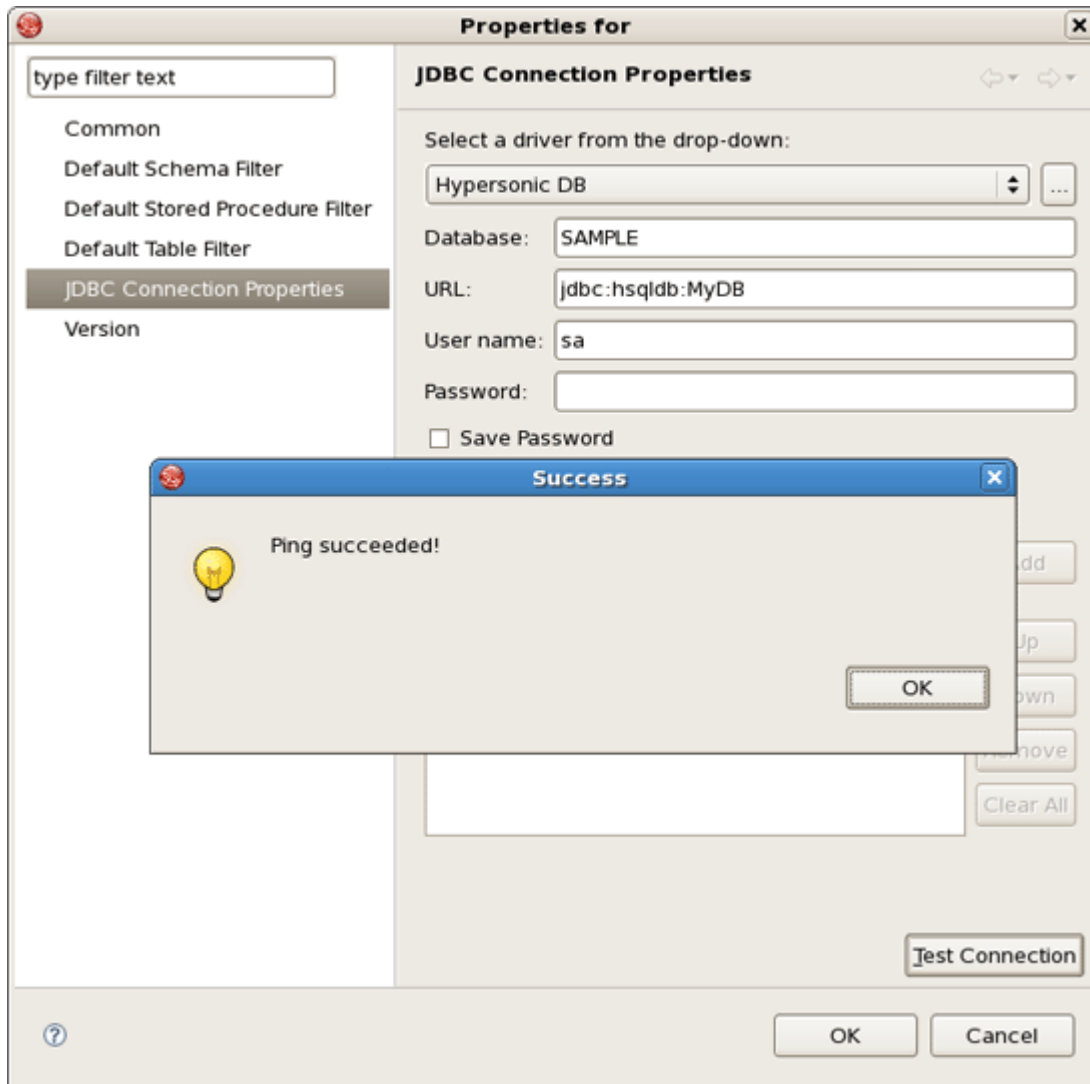 Properties for
type filter text
Common
Default Schema Filter
Default Stored Procedure Filter
Default Table Filter
JDBC Connection Properties
Version
JDBC Connection Properties
Select a driver from the drop-down:
Hypersonic DB
...
Database: SAMPLE
URL: jdbc:hsqldb:MyDB
User name: sa
Password:
Save Password
Success
Ping succeeded!
OK
Clear All
Test Connection
OK
Cancel